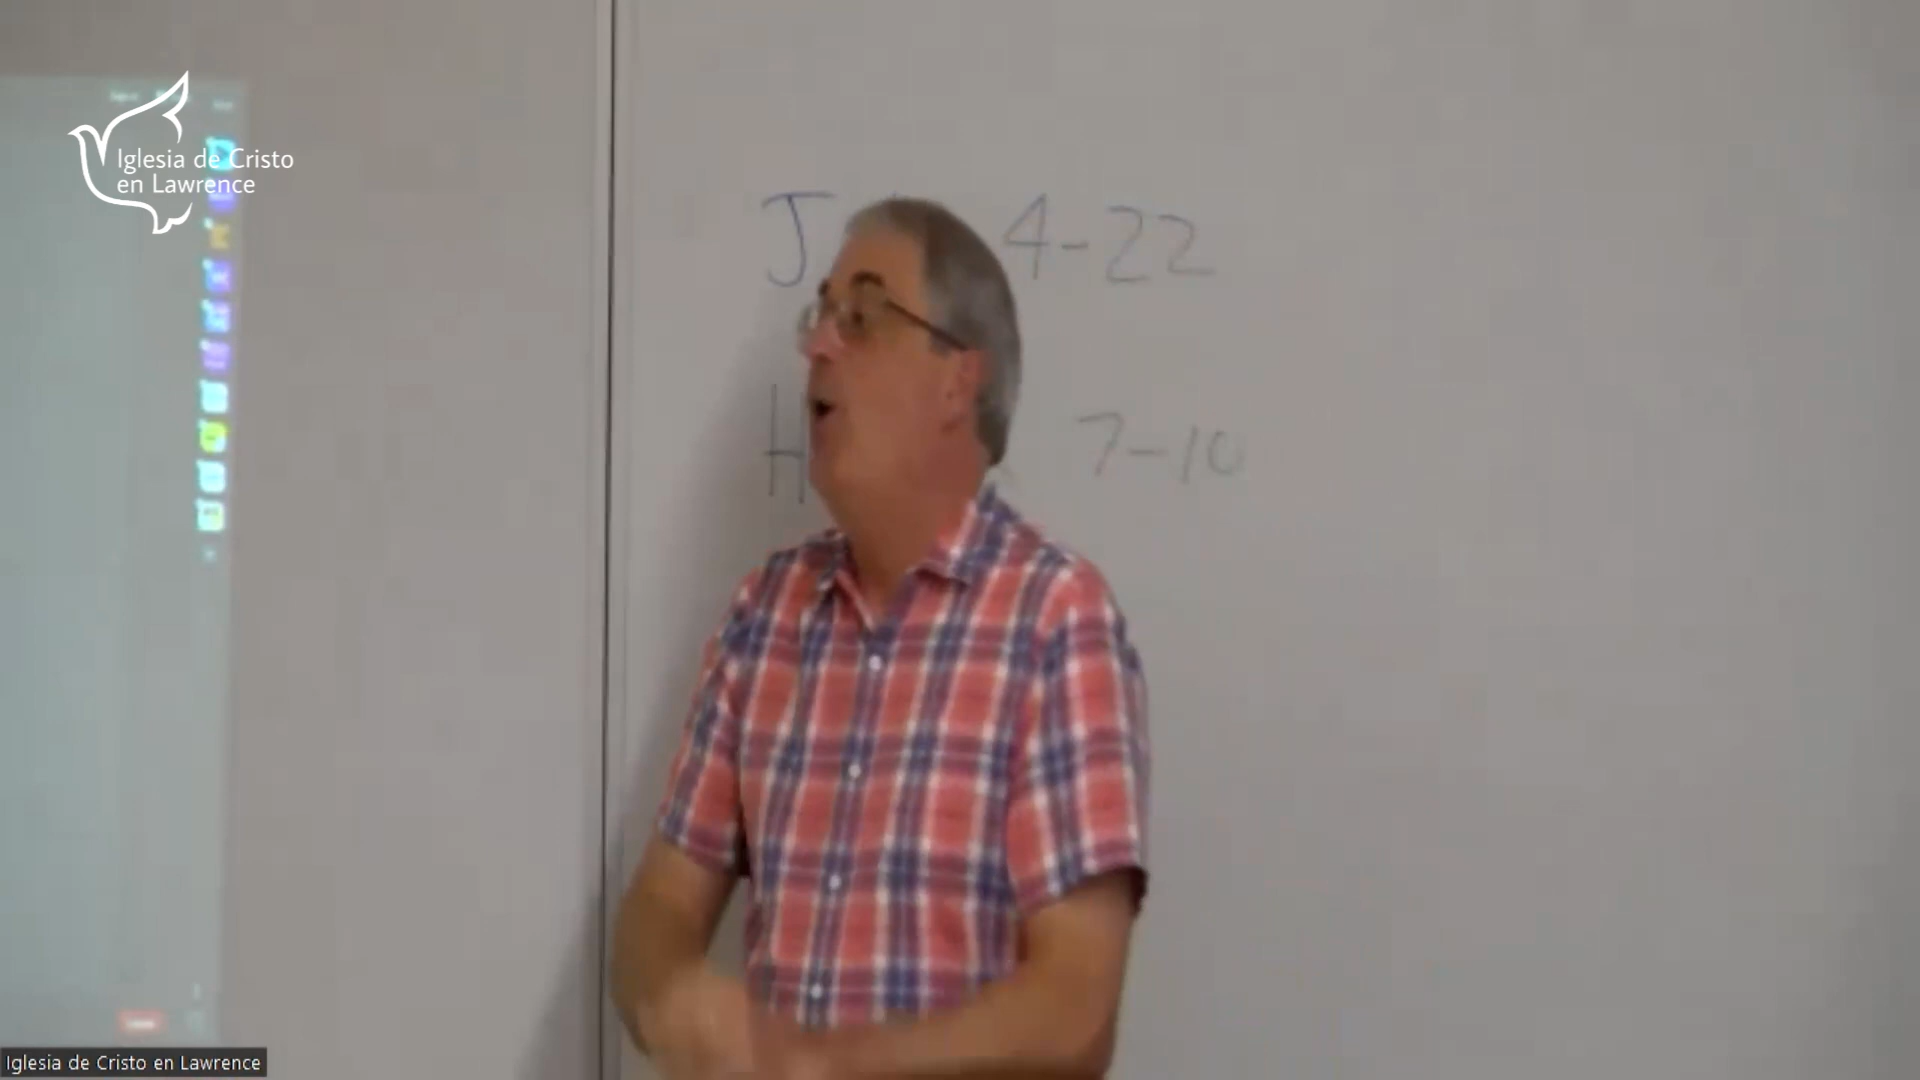 Iglesia de Cristo
en Lawrence
J 4-22
H 7-10
Iglesia de Cristo en Lawrence